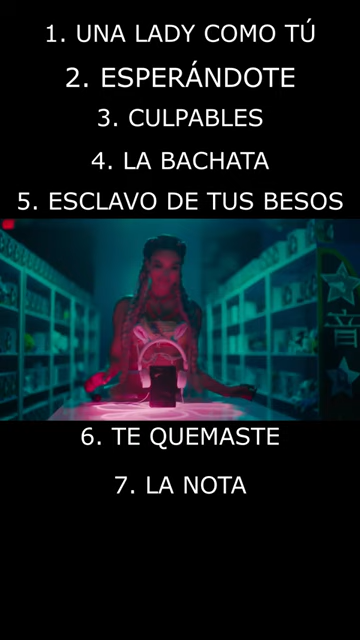 1. UNA LADY COMO TÚ
2. ESPERÁNDOTE
3. CULPABLES
4. LA BACHATA
5. ESCLAVO DE TUS BESOS
音
6. TE QUEMASTE
7. LA NOTA